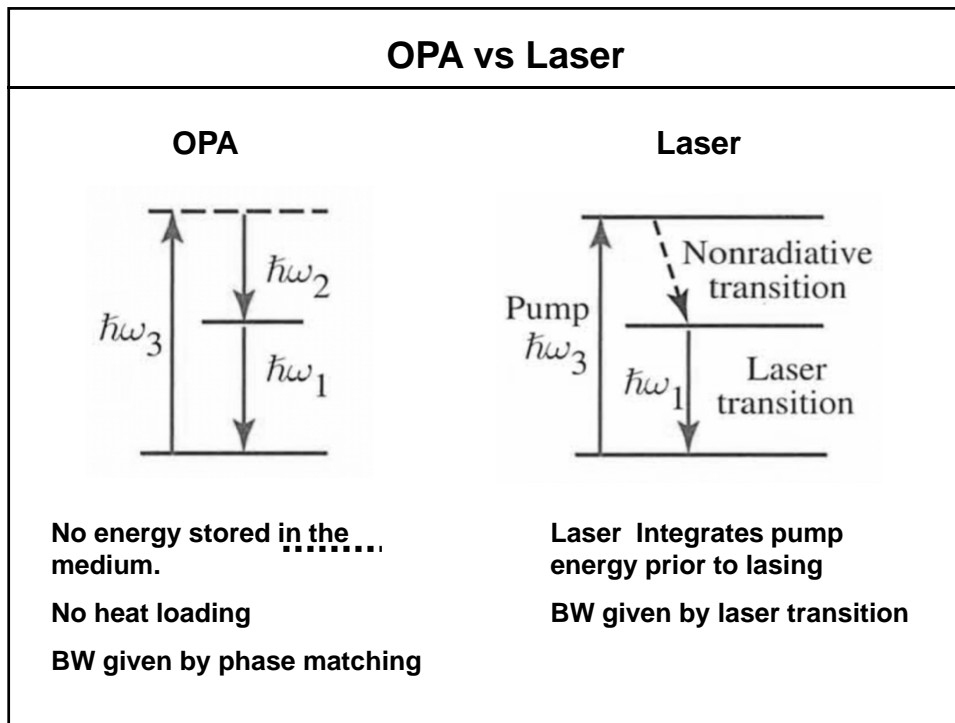 OPA vs Laser
OPA
Laser
ℏω₃
ℏω₂
ℏω₁
Pump
ℏω₃
Nonradiative
transition
ℏω₁
Laser
transition
No energy stored in the
medium.
No heat loading
BW given by phase matching
Laser Integrates pump
energy prior to lasing
BW given by laser transition